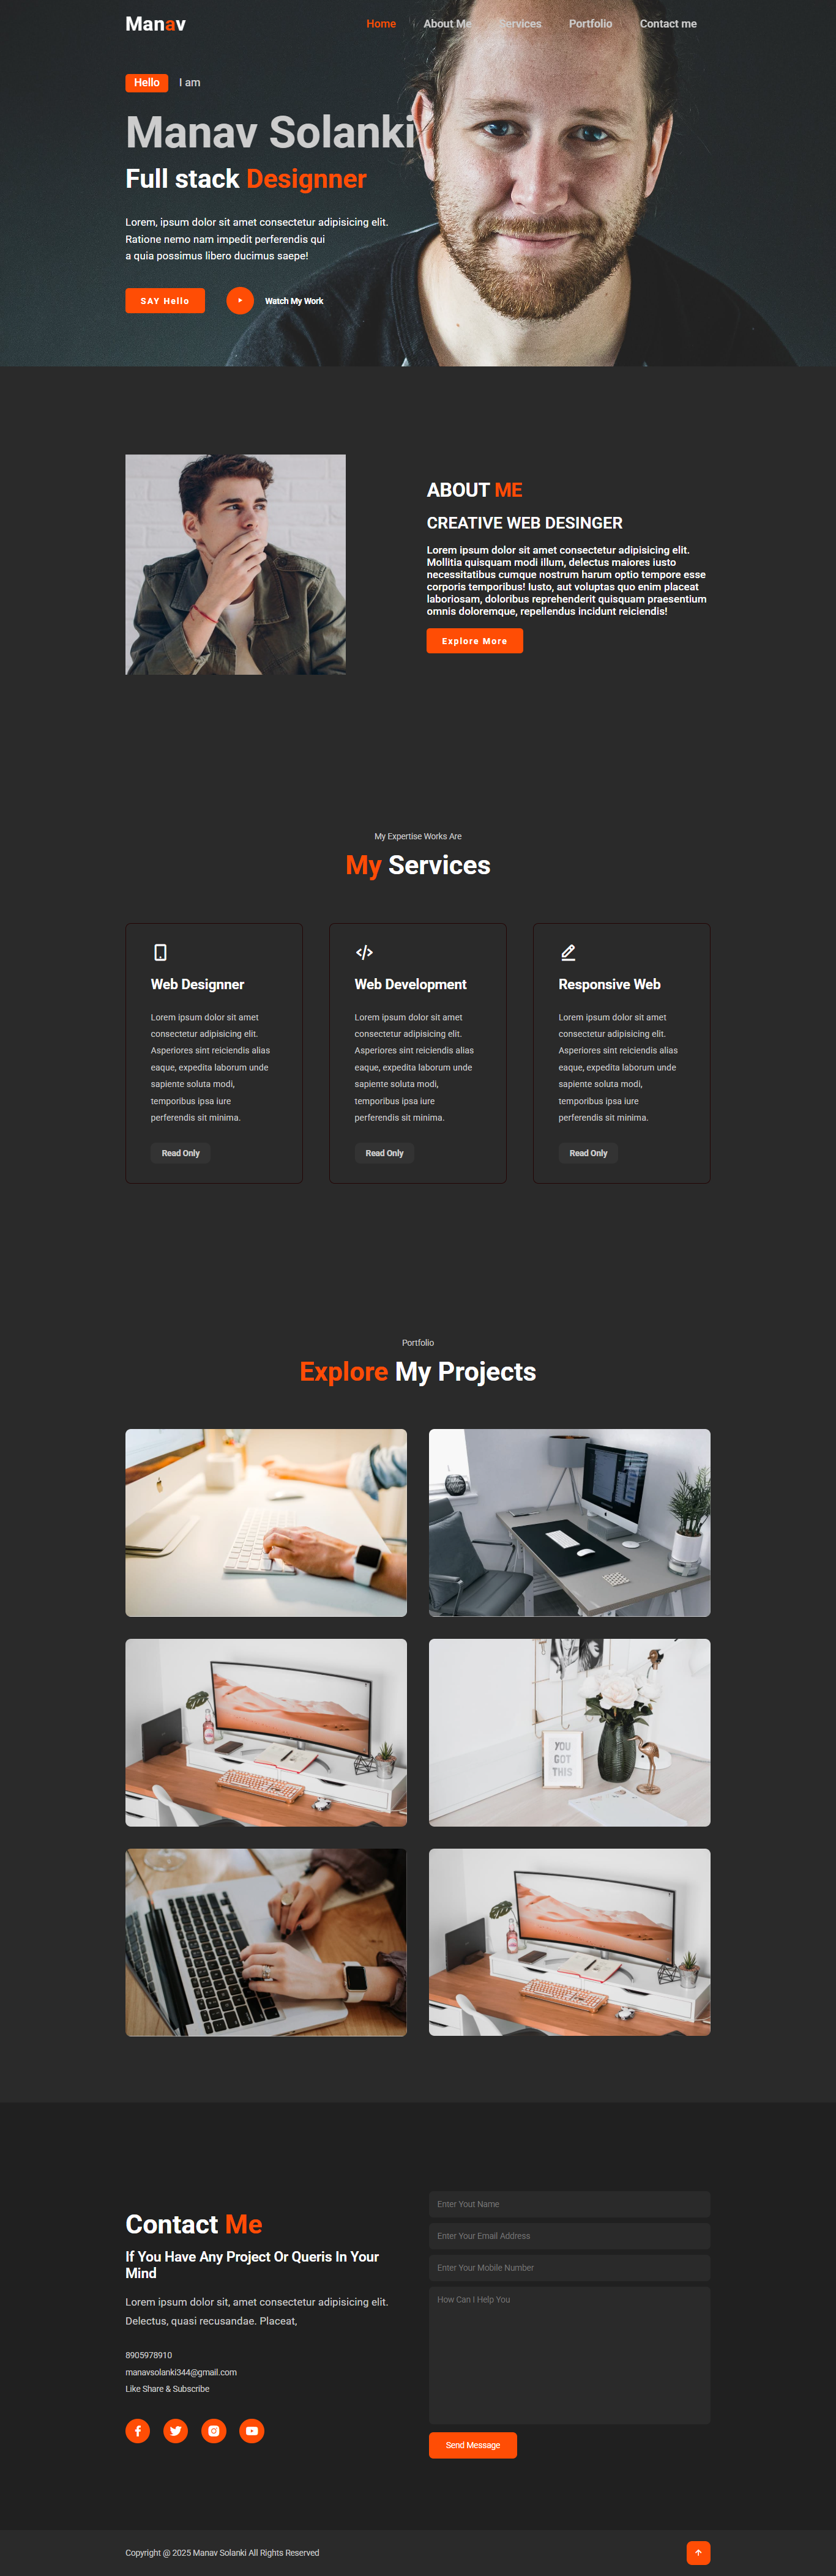 Manav
Home
About Me
Services
Portfolio
Contact me
Hello
I am
Manav Solanki
Full stack Designner
Lorem, ipsum dolor sit amet consectetur adipisicing elit.
Ratione nemo nam impedit perferendis qui
a quia possimus libero ducimus saepe!
SAY Hello
Watch My Work
ABOUT ME
CREATIVE WEB DESINGER
Lorem ipsum dolor sit amet consectetur adipisicing elit.
Mollitia quisquam modi illum, delectus maiores iusto
necessitatibus cumque nostrum harum optio tempore esse
corporis temporibus! Iusto, aut voluptas quo enim placeat
laboriosam, doloribus reprehenderit quisquam praesentium
omnis doloremque, repellendus incidunt reiciendis!
Explore More
My Expertise Works Are
My Services
Web Designner
Lorem ipsum dolor sit amet
consectetur adipisicing elit.
Asperiores sint reiciendis alias
eaque, expedita laborum unde
sapiente soluta modi,
temporibus ipsa iure
perferendis sit minima.
Read Only
Web Development
Lorem ipsum dolor sit amet
consectetur adipisicing elit.
Asperiores sint reiciendis alias
eaque, expedita laborum unde
sapiente soluta modi,
temporibus ipsa iure
perferendis sit minima.
Read Only
Responsive Web
Lorem ipsum dolor sit amet
consectetur adipisicing elit.
Asperiores sint reiciendis alias
eaque, expedita laborum unde
sapiente soluta modi,
temporibus ipsa iure
perferendis sit minima.
Read Only
Portfolio
Explore My Projects
YOU
GOT
THIS
Contact Me
If You Have Any Project Or Queris In Your
Mind
Lorem ipsum dolor sit, amet consectetur adipisicing elit.
Delectus, quasi recusandae. Placeat,
8905978910
manavsolanki344@gmail.com
Like Share & Subscribe
Enter Yout Name
Enter Your Email Address
Enter Your Mobile Number
How Can I Help You
Send Message
Copyright @ 2025 Manav Solanki All Rights Reserved